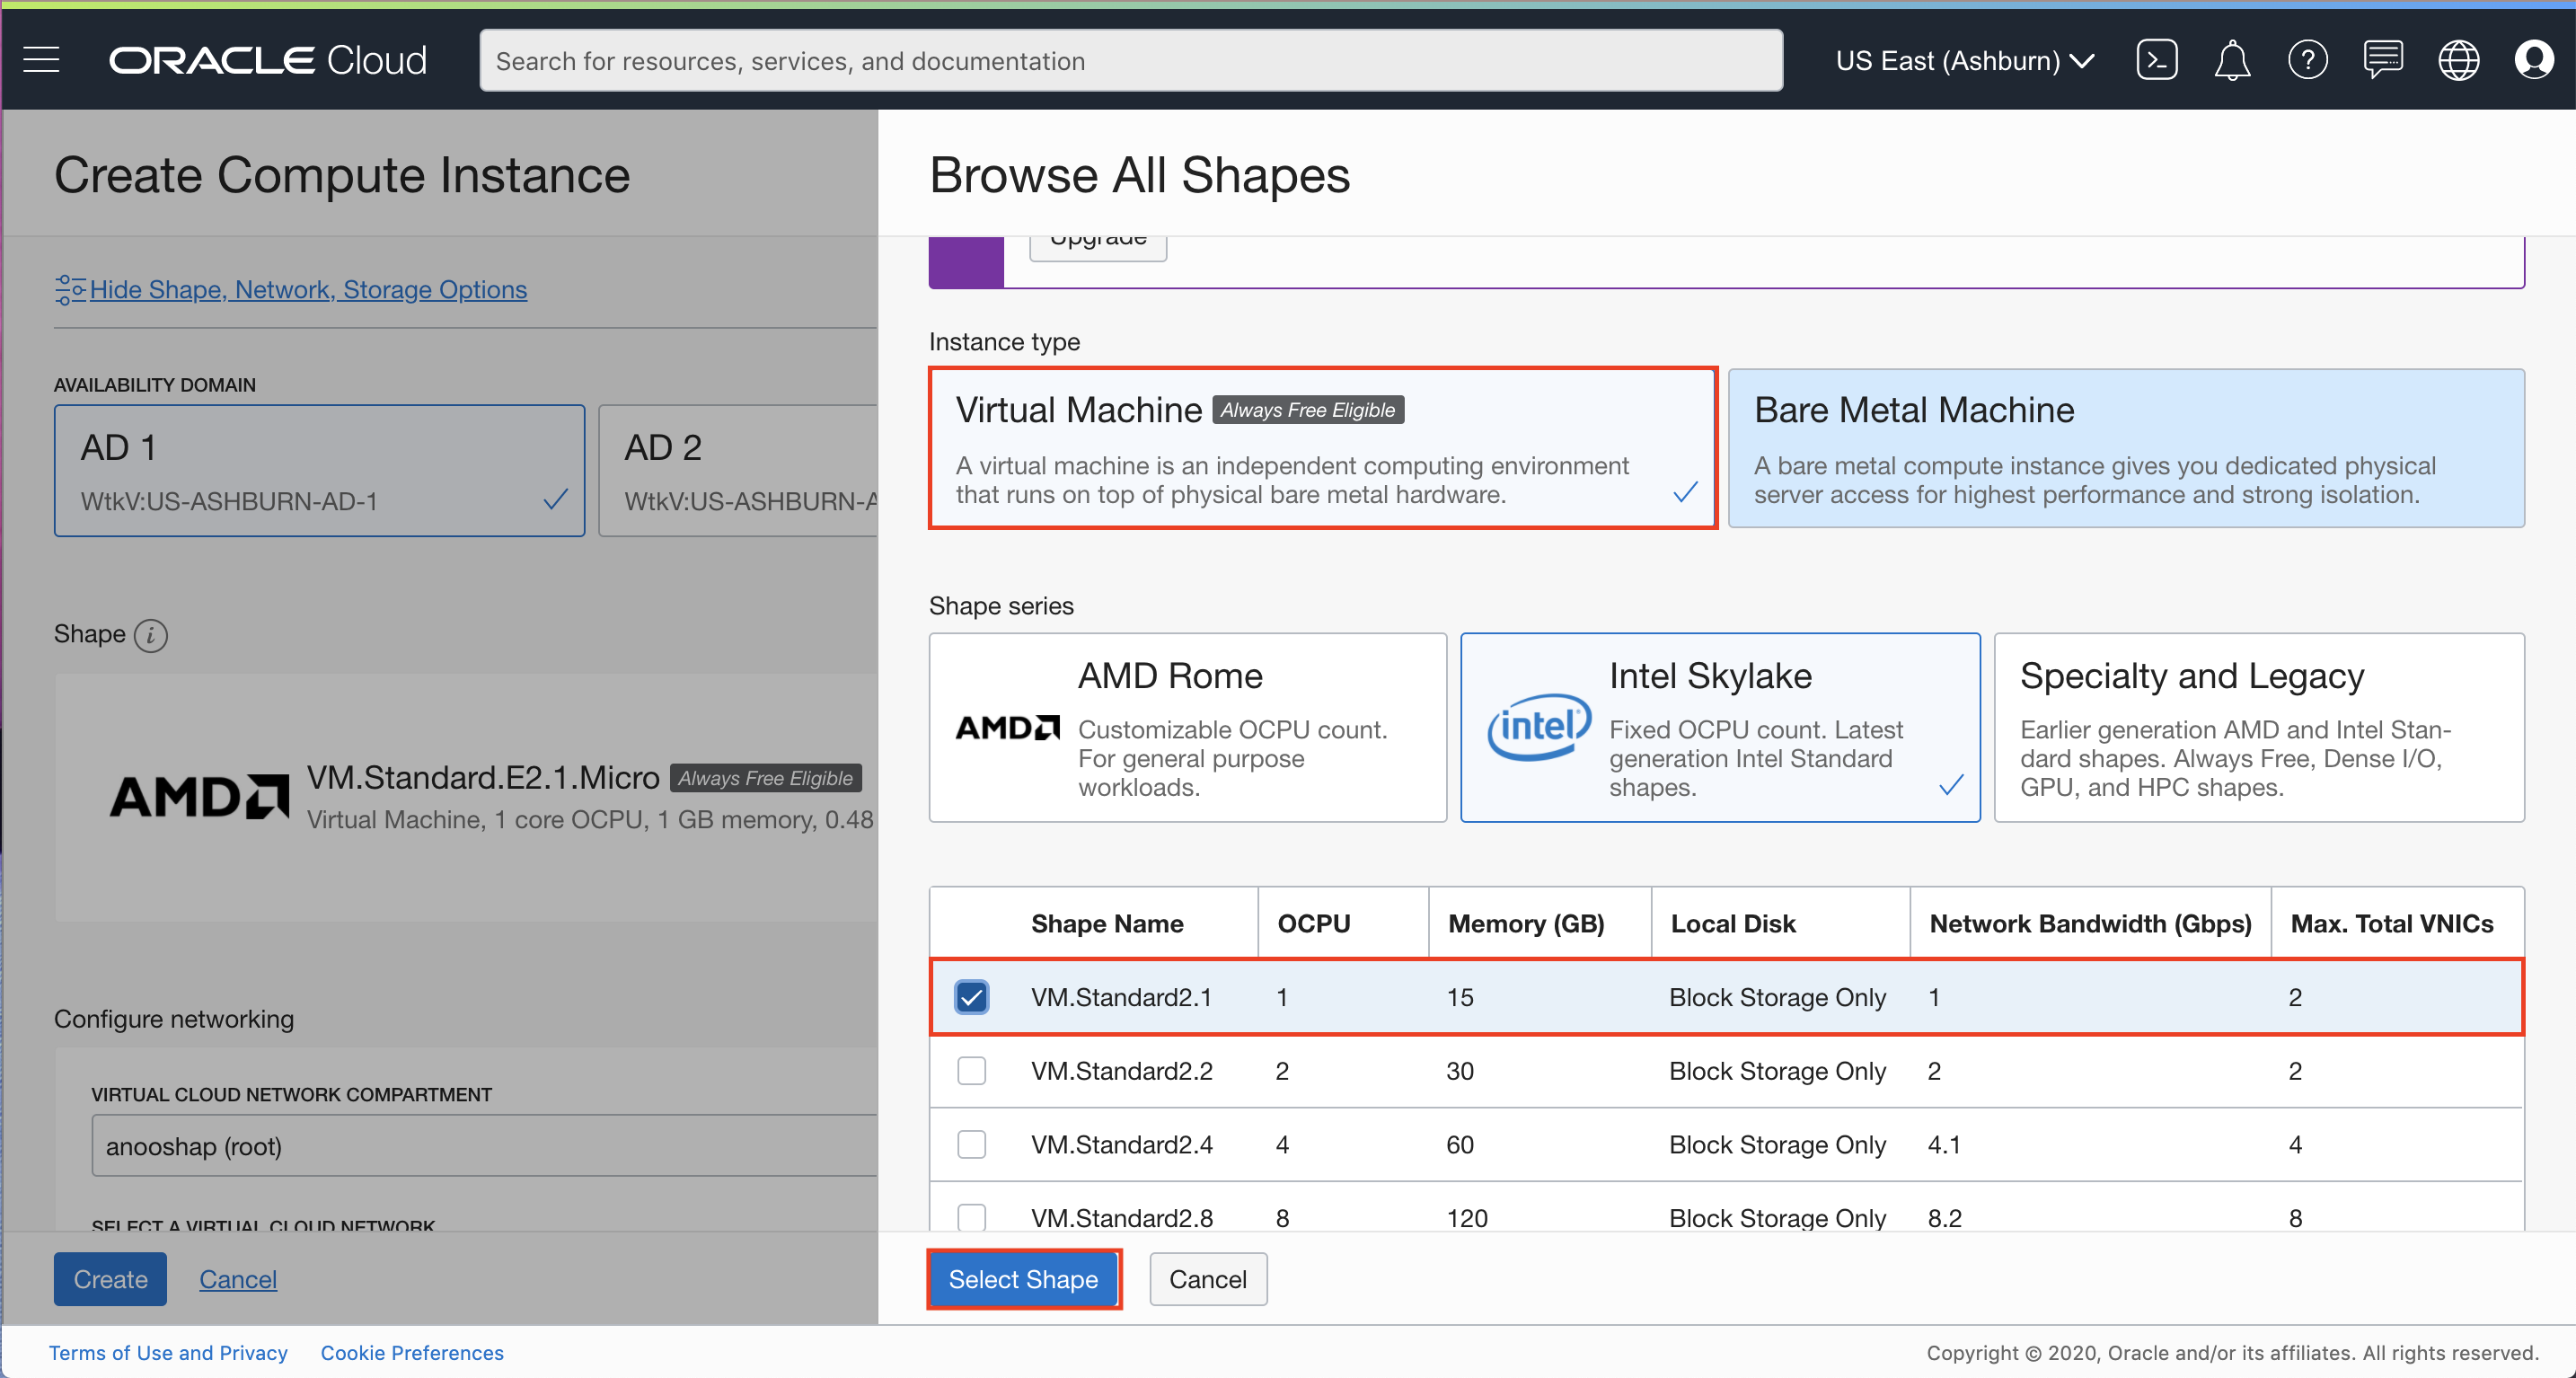 ORACLE Cloud
Search for resources, services, and documentation
US East (Ashburn)
Create Compute Instance
Hide Shape, Network, Storage Options
AVAILABILITY DOMAIN
AD 1
WtkV:US-ASHBURN-AD-1
AD 2
WtkV:US-ASHBURN-A
Shape
AMD
VM.Standard.E2.1.Micro Always Free Eligible
Virtual Machine, 1 core OCPU, 1 GB memory, 0.48
Configure networking
VIRTUAL CLOUD NETWORK COMPARTMENT
anooshap (root)
SELECT A VIRTUAL CLOUD NETWORK
Create Cancel
Browse All Shapes
Upgrade
Instance type
Virtual Machine Always Free Eligible
A virtual machine is an independent computing environment
that runs on top of physical bare metal hardware.
Bare Metal Machine
A bare metal compute instance gives you dedicated physical
server access for highest performance and strong isolation.
Shape series
AMD
AMD Rome
Customizable OCPU count.
For general purpose
workloads.
intel
Intel Skylake
Fixed OCPU count. Latest
generation Intel Standard
shapes.
Specialty and Legacy
Earlier generation AMD and Intel Stan-
dard shapes. Always Free, Dense I/O,
GPU, and HPC shapes.
Shape Name OCPU Memory (GB) Local Disk Network Bandwidth (Gbps) Max. Total VNICs
VM.Standard2.1 1 15 Block Storage Only 1 2
VM.Standard2.2 2 30 Block Storage Only 2 2
VM.Standard2.4 4 60 Block Storage Only 4.1 4
VM.Standard2.8 8 120 Block Storage Only 8.2 8
Select Shape Cancel
Terms of Use and Privacy Cookie Preferences
Copyright © 2020, Oracle and/or its affiliates. All rights reserved.